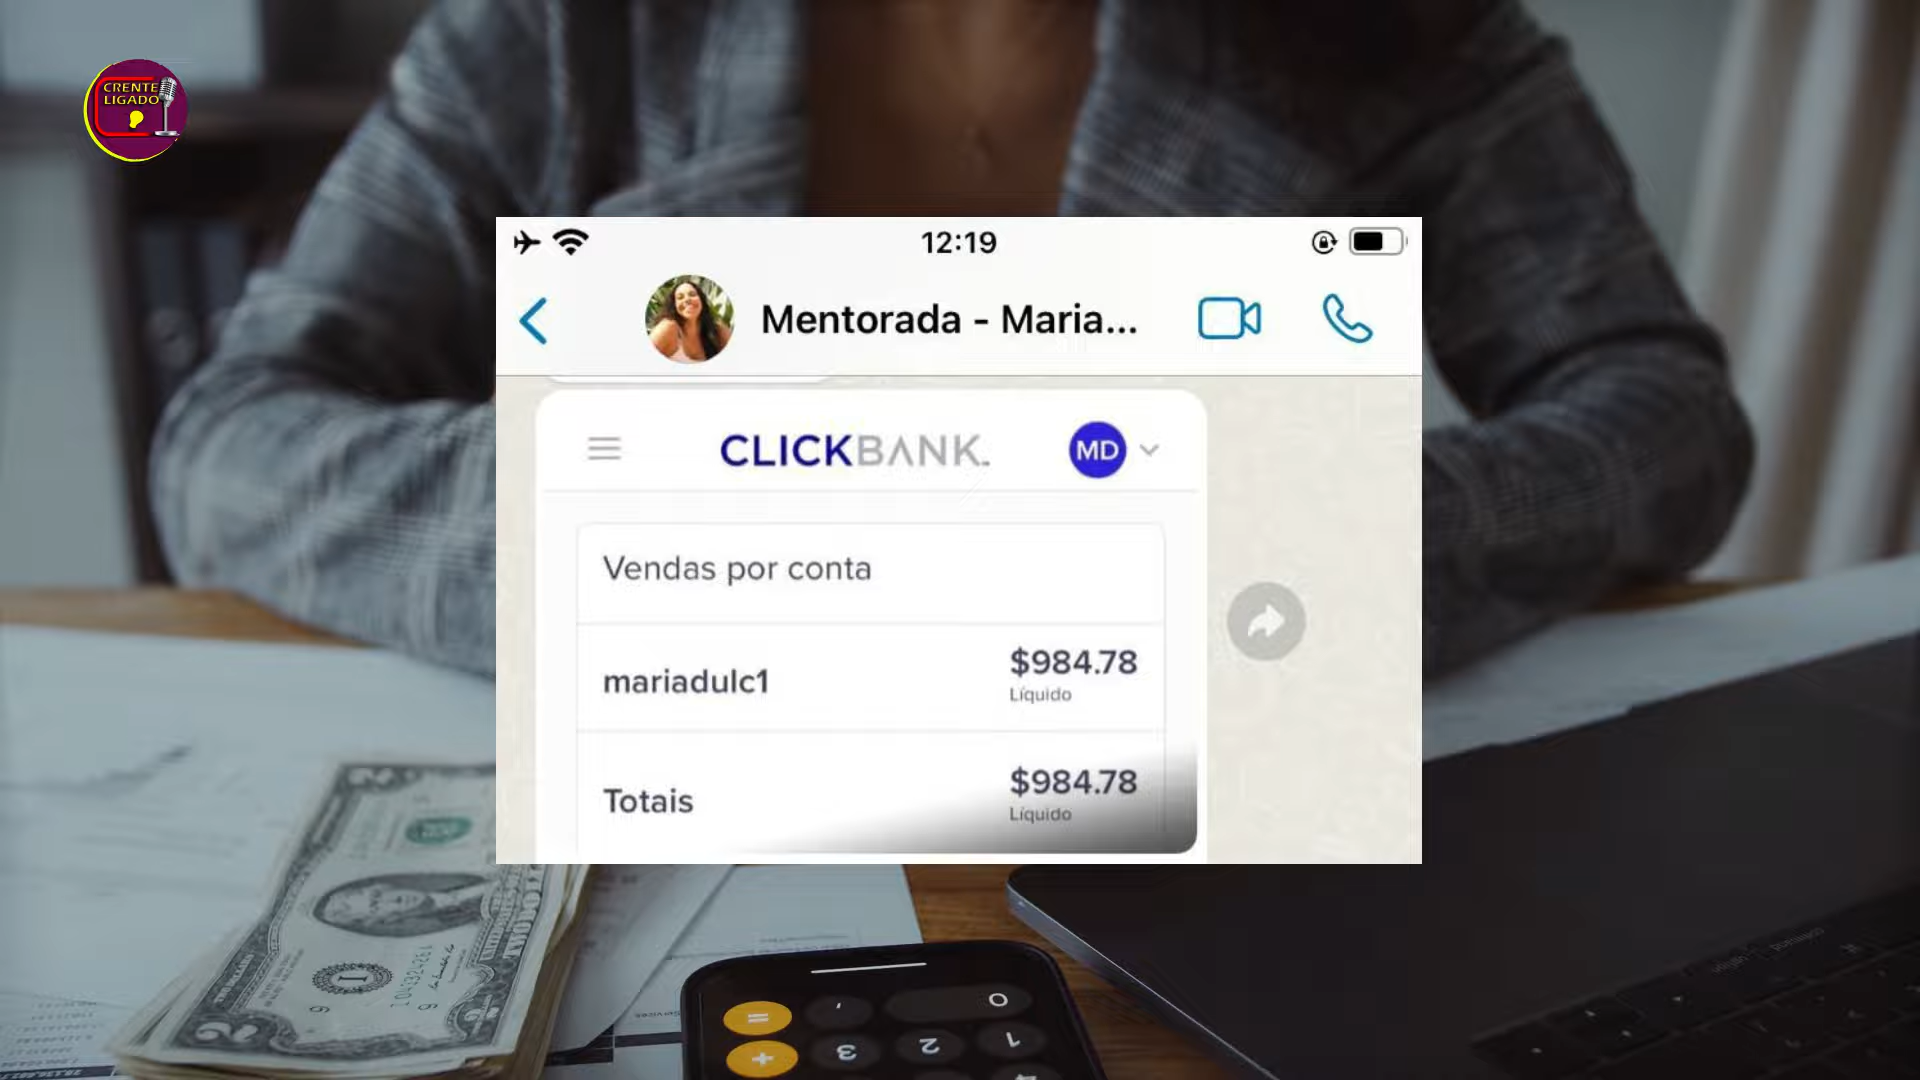 CRENTE
LIGADO
12:19
Mentorada - Maria...
CLICKBANK
MD
Vendas por conta
mariadulc1
$984.78
Líquido
Totais
$984.78
Líquido